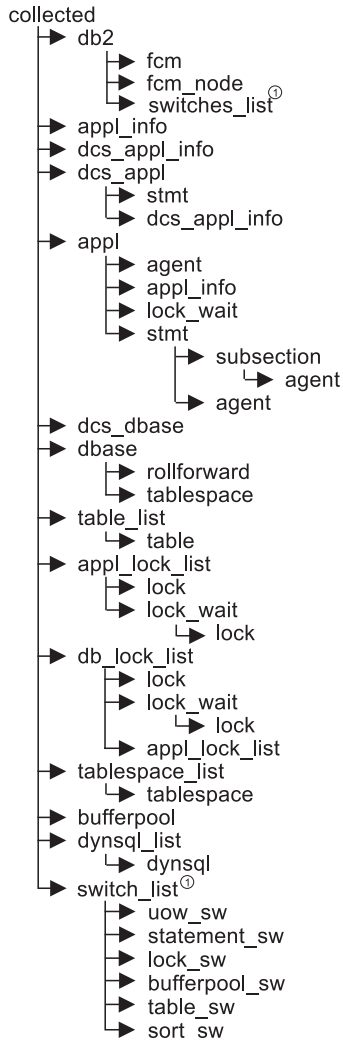 collected
db2
fcm
fcm_node
switches_list①
appl_info
dcs_appl_info
dcs_appl
stmt
dcs_appl_info
appl
agent
appl_info
lock_wait
stmt
subsection
agent
agent
dcs_dbase
dbase
rollforward
tablespace
table_list
table
appl_lock_list
lock
lock_wait
lock
db_lock_list
lock
lock_wait
lock
appl_lock_list
tablespace_list
tablespace
bufferpool
dynsql_list
dynsql
switch_list①
uow_sw
statement_sw
lock_sw
bufferpool_sw
table_sw
sort_sw